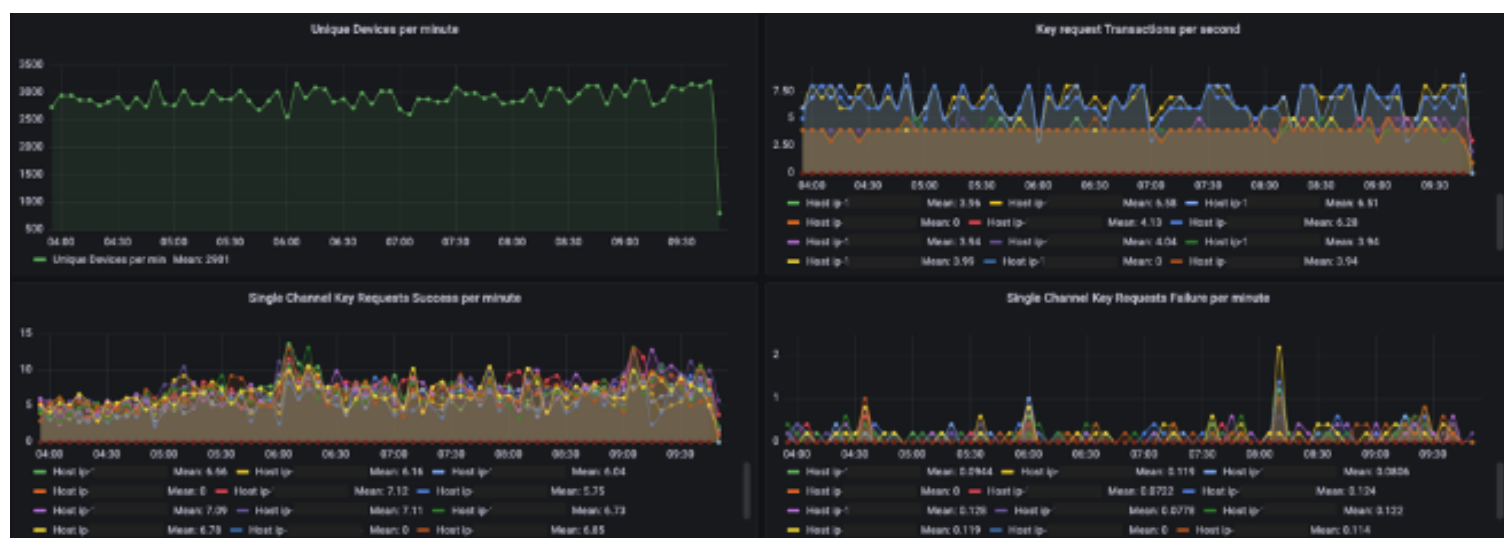 Unique Devices per minute
3500
3000
2500
2000
1500
1000
500
04:00 04:30 05:00 05:30 06:00 06:30 07:00 07:30 08:00 08:30 09:00 09:30
Unique Devices per min Mean: 2901
Key request Transactions per second
7.50
5
2.50
0
04:00 04:30 05:00 05:30 06:00 06:30 07:00 07:30 08:00 08:30 09:00 09:30
Host ip-1 Mean: 3.96 Host ip- Mean: 6.58 Host ip-1 Mean: 6.51
Host ip- Mean: 0 Host ip- Mean: 4.13 Host ip- Mean: 6.28
Host ip-1 Mean: 3.94 Host ip- Mean: 4.04 Host ip-1 Mean: 3.94
Host ip-1 Mean: 3.99 Host ip-1 Mean: 0 Host ip- Mean: 3.94
Single Channel Key Requests Success per minute
15
10
5
0
04:00 04:30 05:00 05:30 06:00 06:30 07:00 07:30 08:00 08:30 09:00 09:30
Host ip- Mean: 6.66 Host ip- Mean: 6.16 Host ip- Mean: 6.04
Host ip- Mean: 0 Host ip- Mean: 7.12 Host ip- Mean: 5.75
Host ip- Mean: 7.09 Host ip- Mean: 7.11 Host ip- Mean: 6.73
Host ip- Mean: 6.78 Host ip- Mean: 0 Host ip- Mean: 6.85
Single Channel Key Requests Failure per minute
2
1
0
04:00 04:30 05:00 05:30 06:00 06:30 07:00 07:30 08:00 08:30 09:00 09:30
Host ip- Mean: 0.0944 Host ip- Mean: 0.119 Host ip- Mean: 0.0806
Host ip- Mean: 0 Host ip- Mean: 0.0722 Host ip- Mean: 0.124
Host ip-1 Mean: 0.128 Host ip- Mean: 0.0778 Host ip- Mean: 0.122
Host ip- Mean: 0.119 Host ip- Mean: 0 Host ip- Mean: 0.114